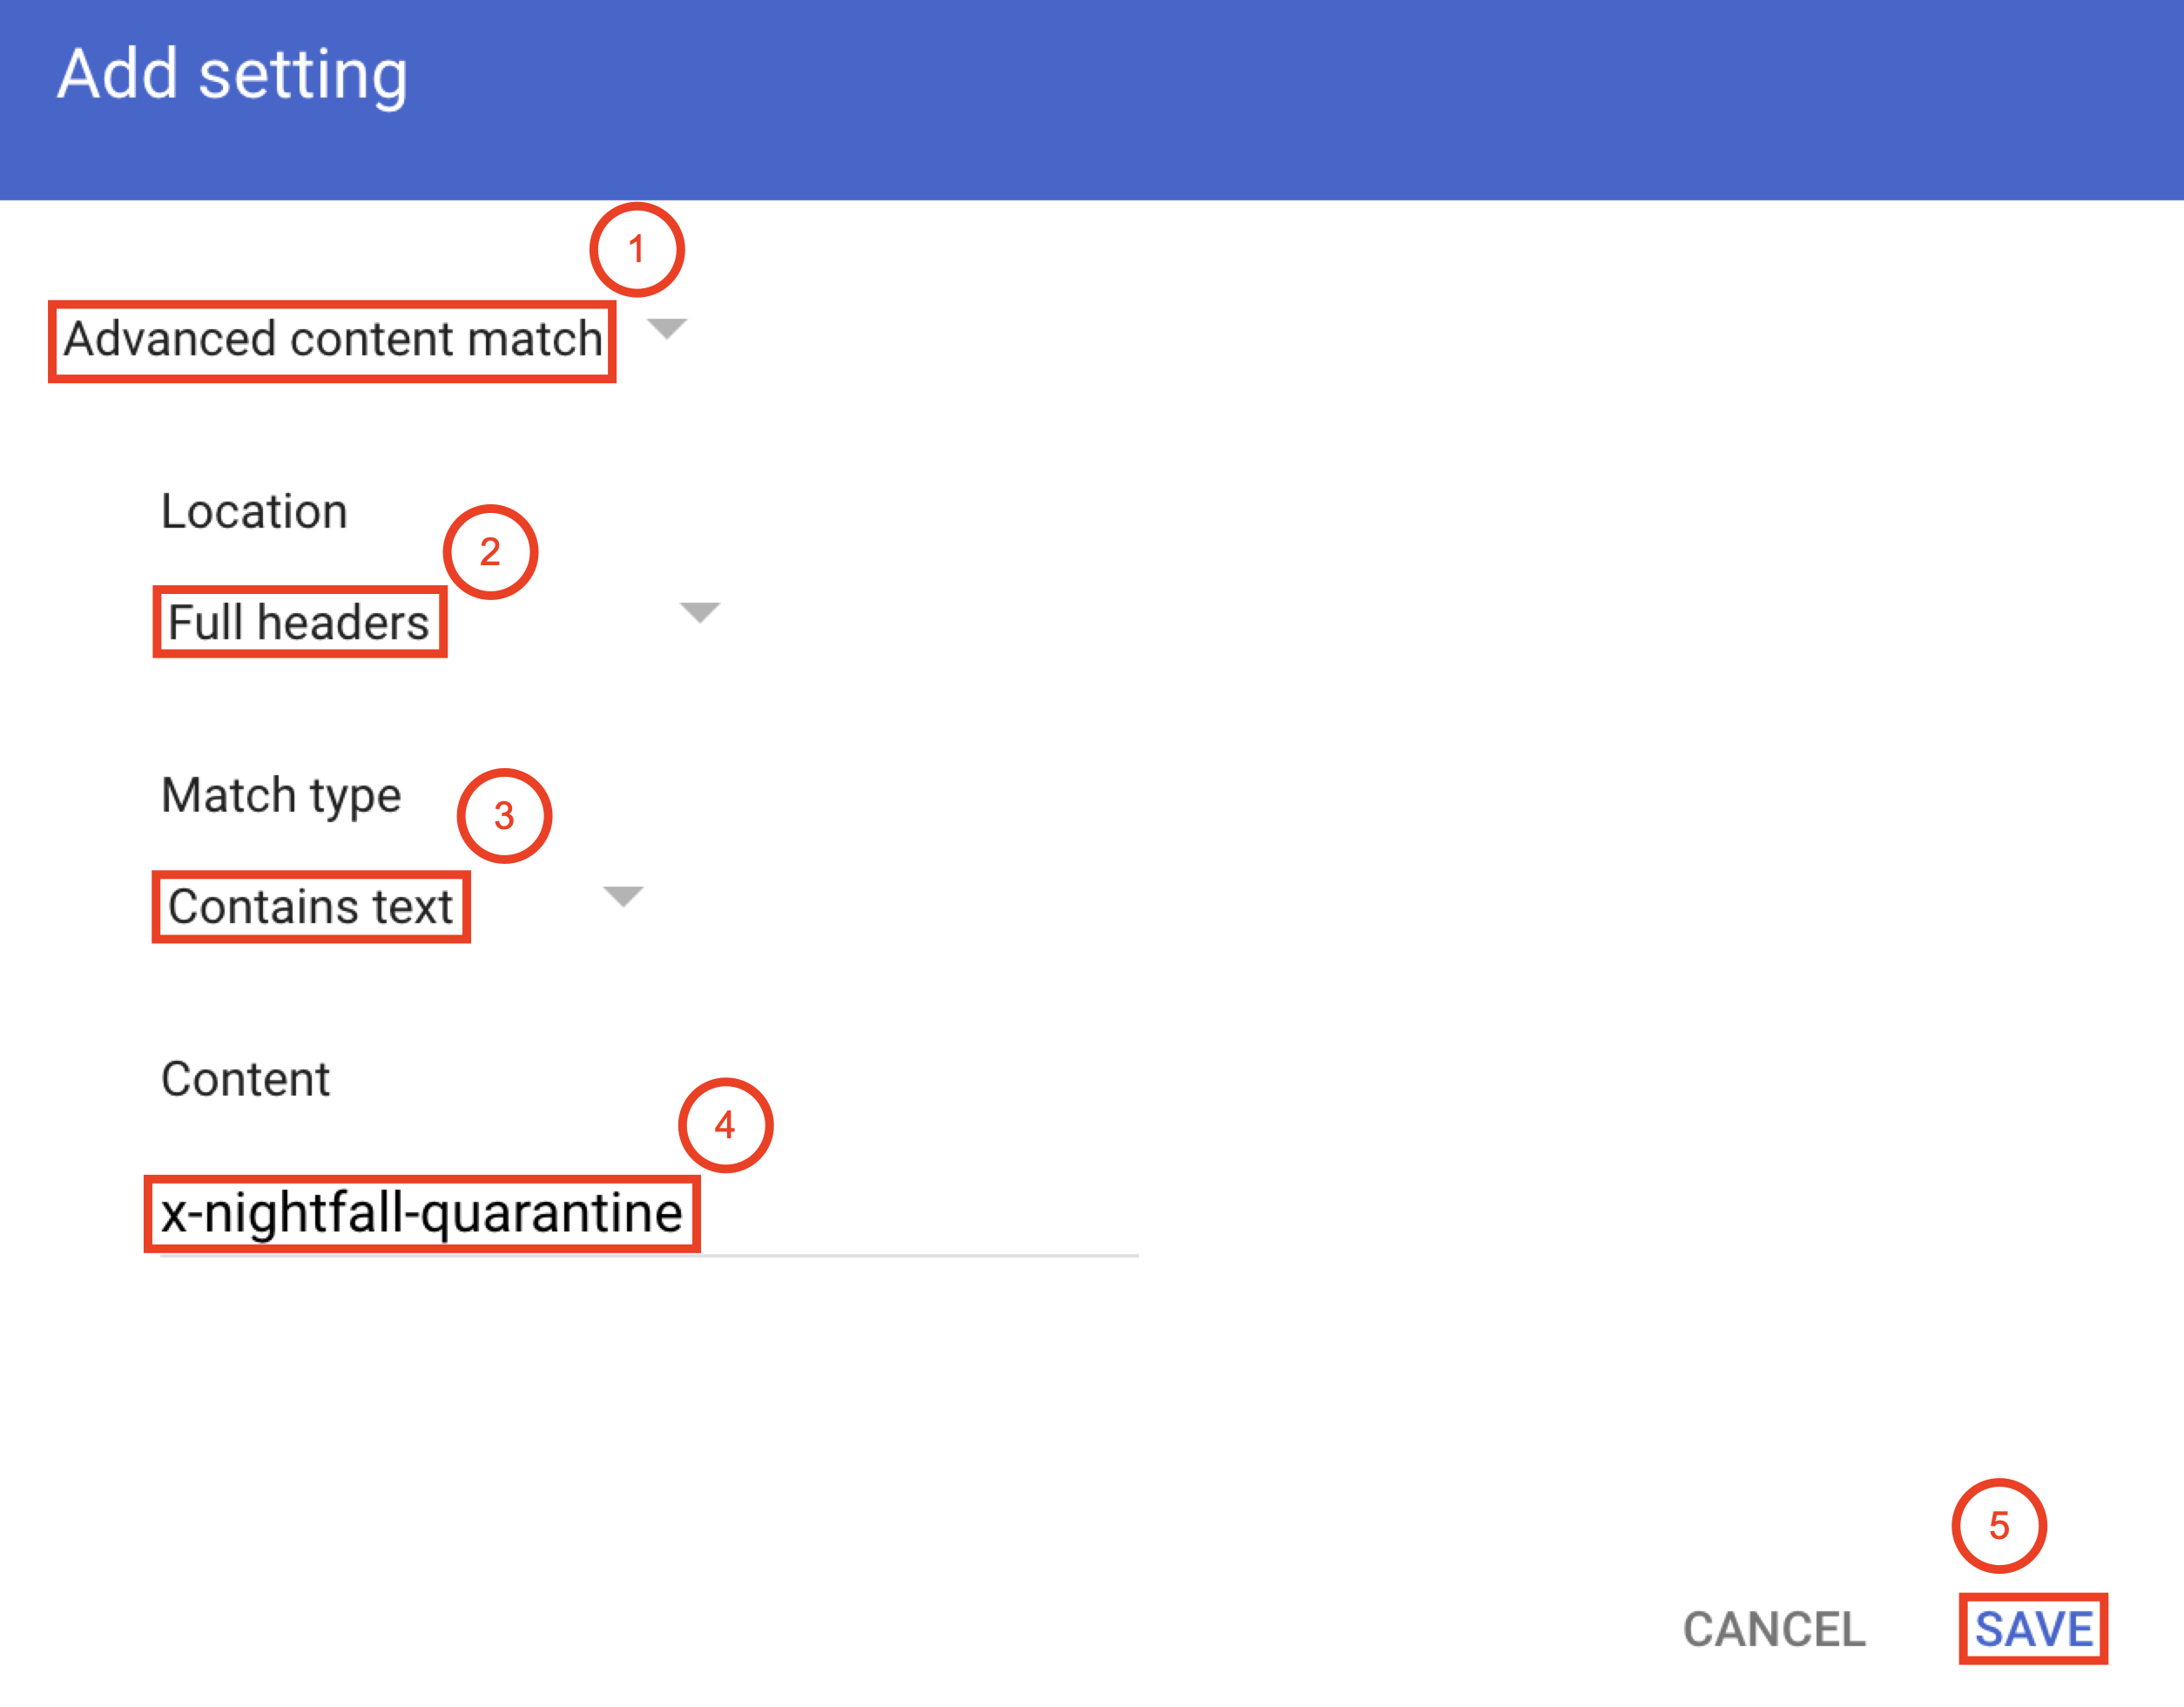 Add setting
1
Advanced content match
Location
2
Full headers
Match type
3
Contains text
Content
4
x-nightfall-quarantine
5
CANCEL SAVE